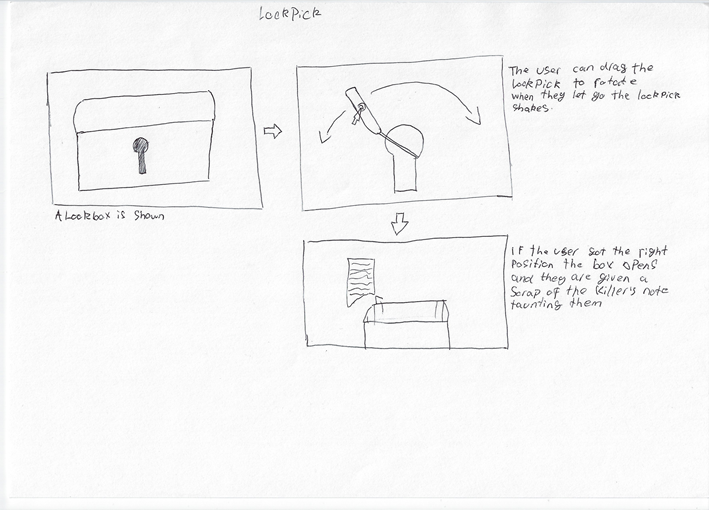 LockPick
The user can drag the
LockPick to rotate
when they let go the lockPick
shakes.
A Lockbox is shown
If the user got the right
Position the box opens
and they are given a
Scrap of the killer's note
taunting them